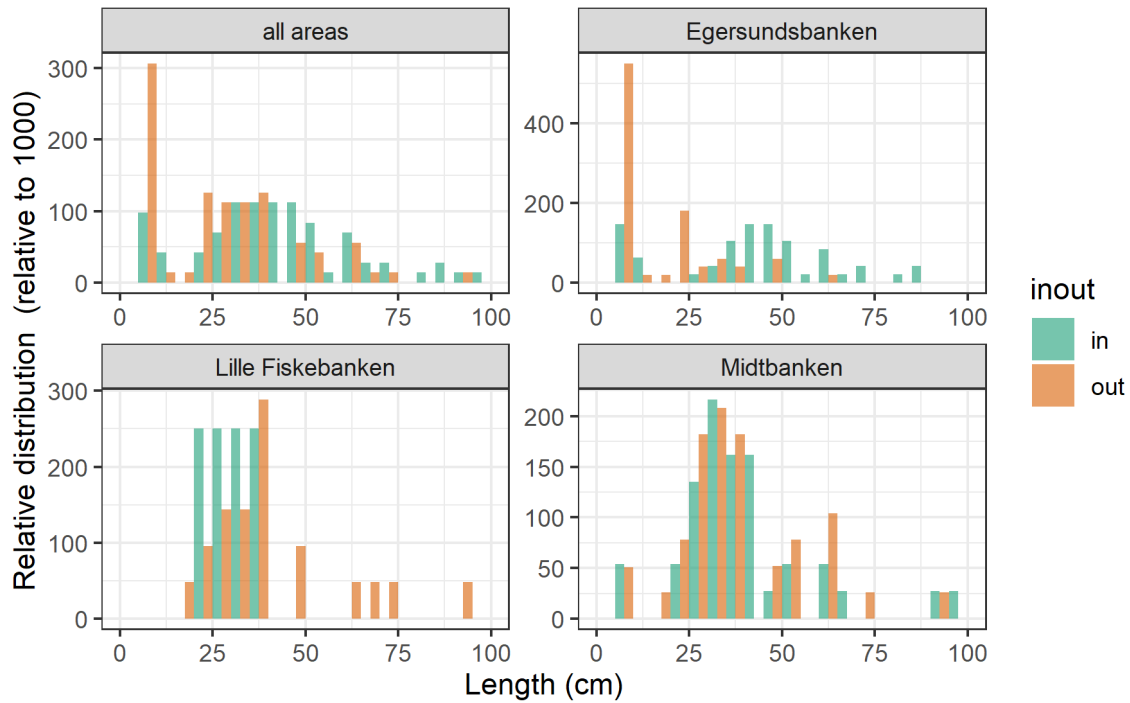 all areas
Egersundsbanken
Relative distribution (relative to 1000)
300
200
100
0
0 25 50 75 100
400
200
0
0 25 50 75 100
Lille Fiskebanken
Midtbanken
300
200
100
0
0 25 50 75 100
200
150
100
50
0
0 25 50 75 100
Length (cm)
inout
in
out